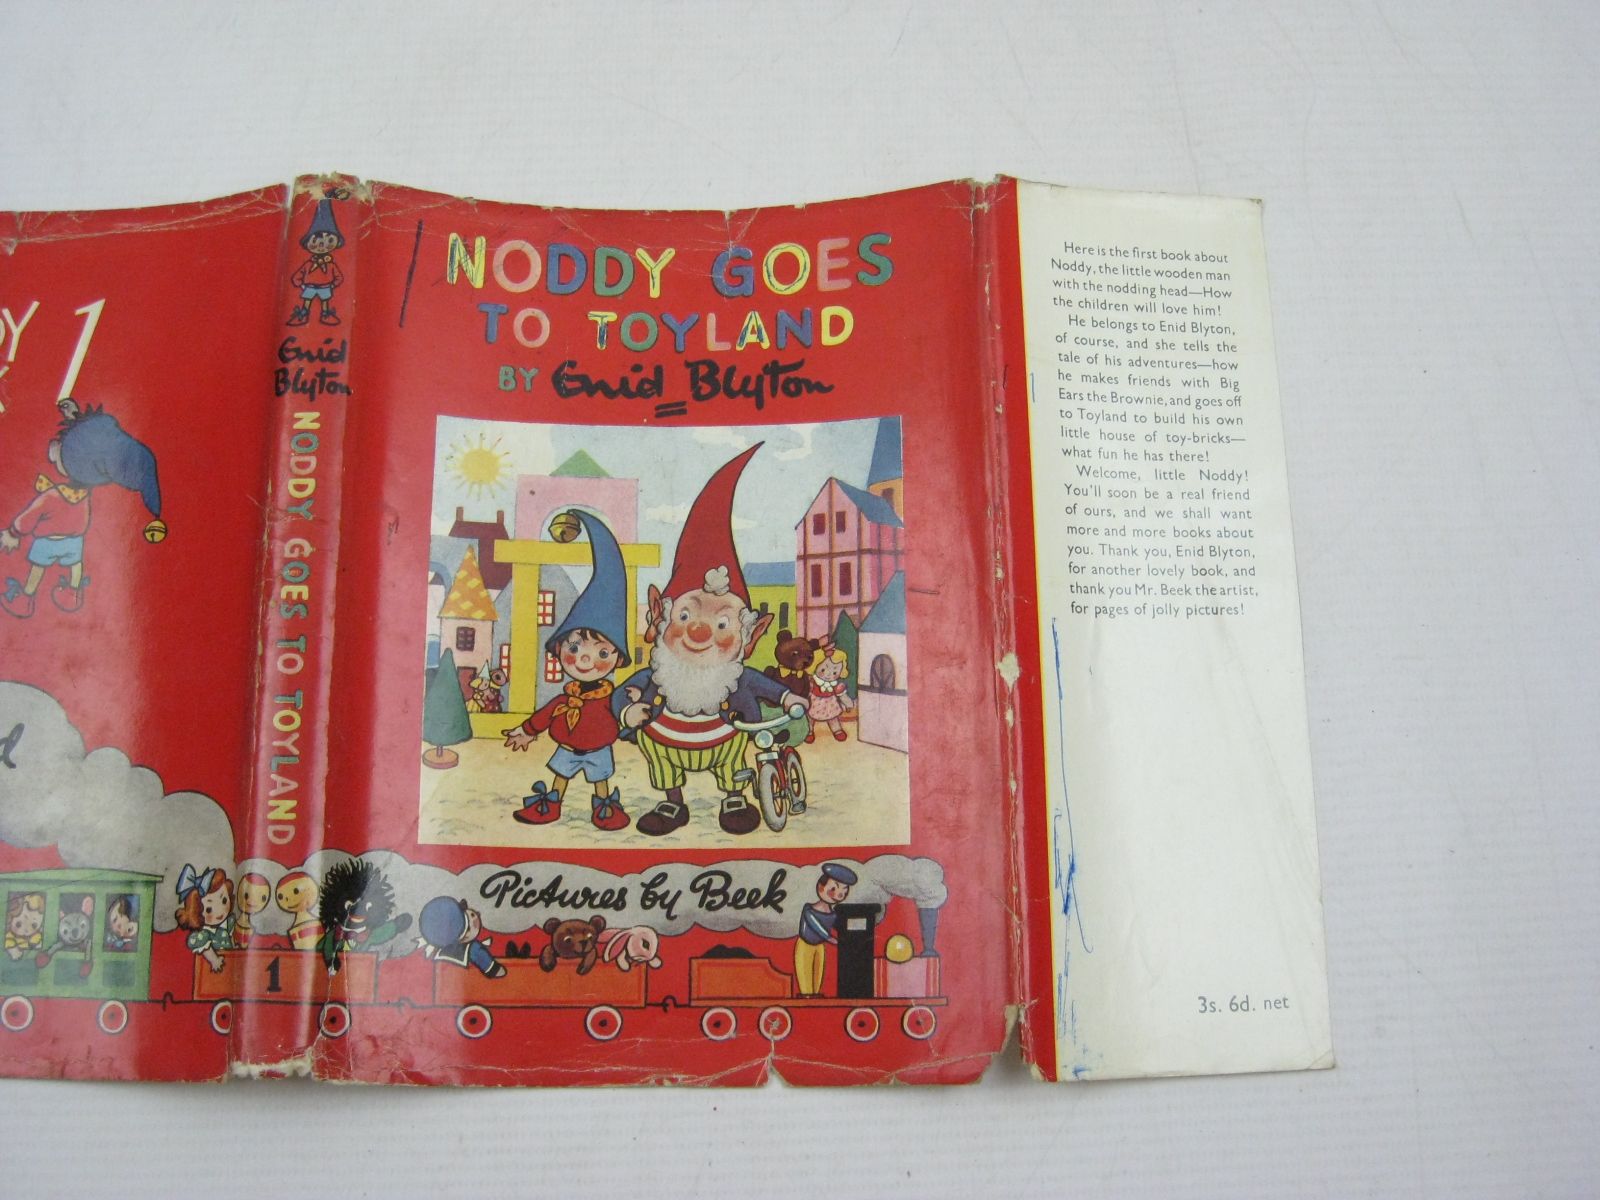 1
Enid
Blyton
NODDY GOES TO TOYLAND
1
NODDY GOES
TO TOYLAND
BY Enid Blyton
Pictures by Beek
Here is the first book about
Noddy, the little wooden man
with the nodding head—How
the children will love him!
He belongs to Enid Blyton,
of course, and she tells the
tale of his adventures—how
he makes friends with Big
Ears the Brownie, and goes off
to Toyland to build his own
little house of toy-bricks—
what fun he has there!
Welcome, little Noddy!
You'll soon be a real friend
of ours, and we shall want
more and more books about
you. Thank you, Enid Blyton,
for another lovely book, and
thank you Mr. Beek the artist,
for pages of jolly pictures!
3s. 6d. net